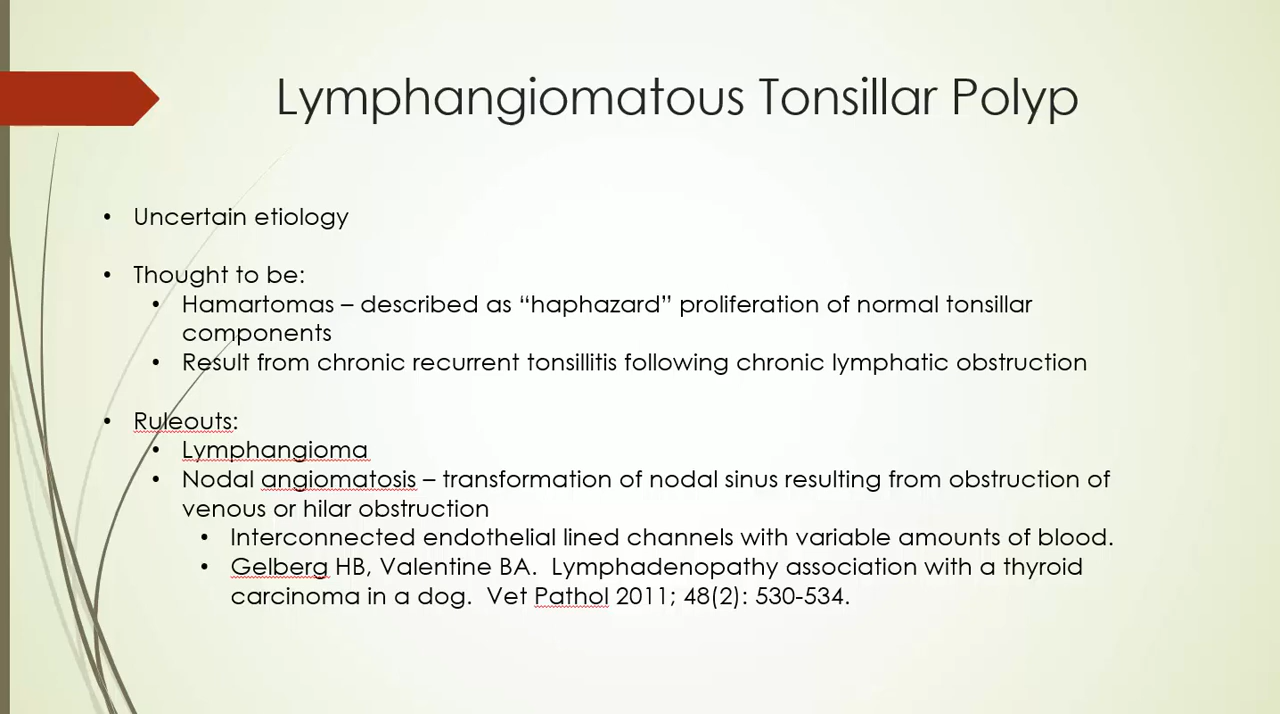 Lymphangiomatous Tonsillar Polyp
• Uncertain etiology
• Thought to be:
• Hamartomas – described as “haphazard” proliferation of normal tonsillar
components
• Result from chronic recurrent tonsillitis following chronic lymphatic obstruction
• Ruleouts:
• Lymphangioma
• Nodal angiomatosis – transformation of nodal sinus resulting from obstruction of
venous or hilar obstruction
• Interconnected endothelial lined channels with variable amounts of blood.
• Gelberg HB, Valentine BA.  Lymphadenopathy association with a thyroid
carcinoma in a dog.  Vet Pathol 2011; 48(2): 530-534.